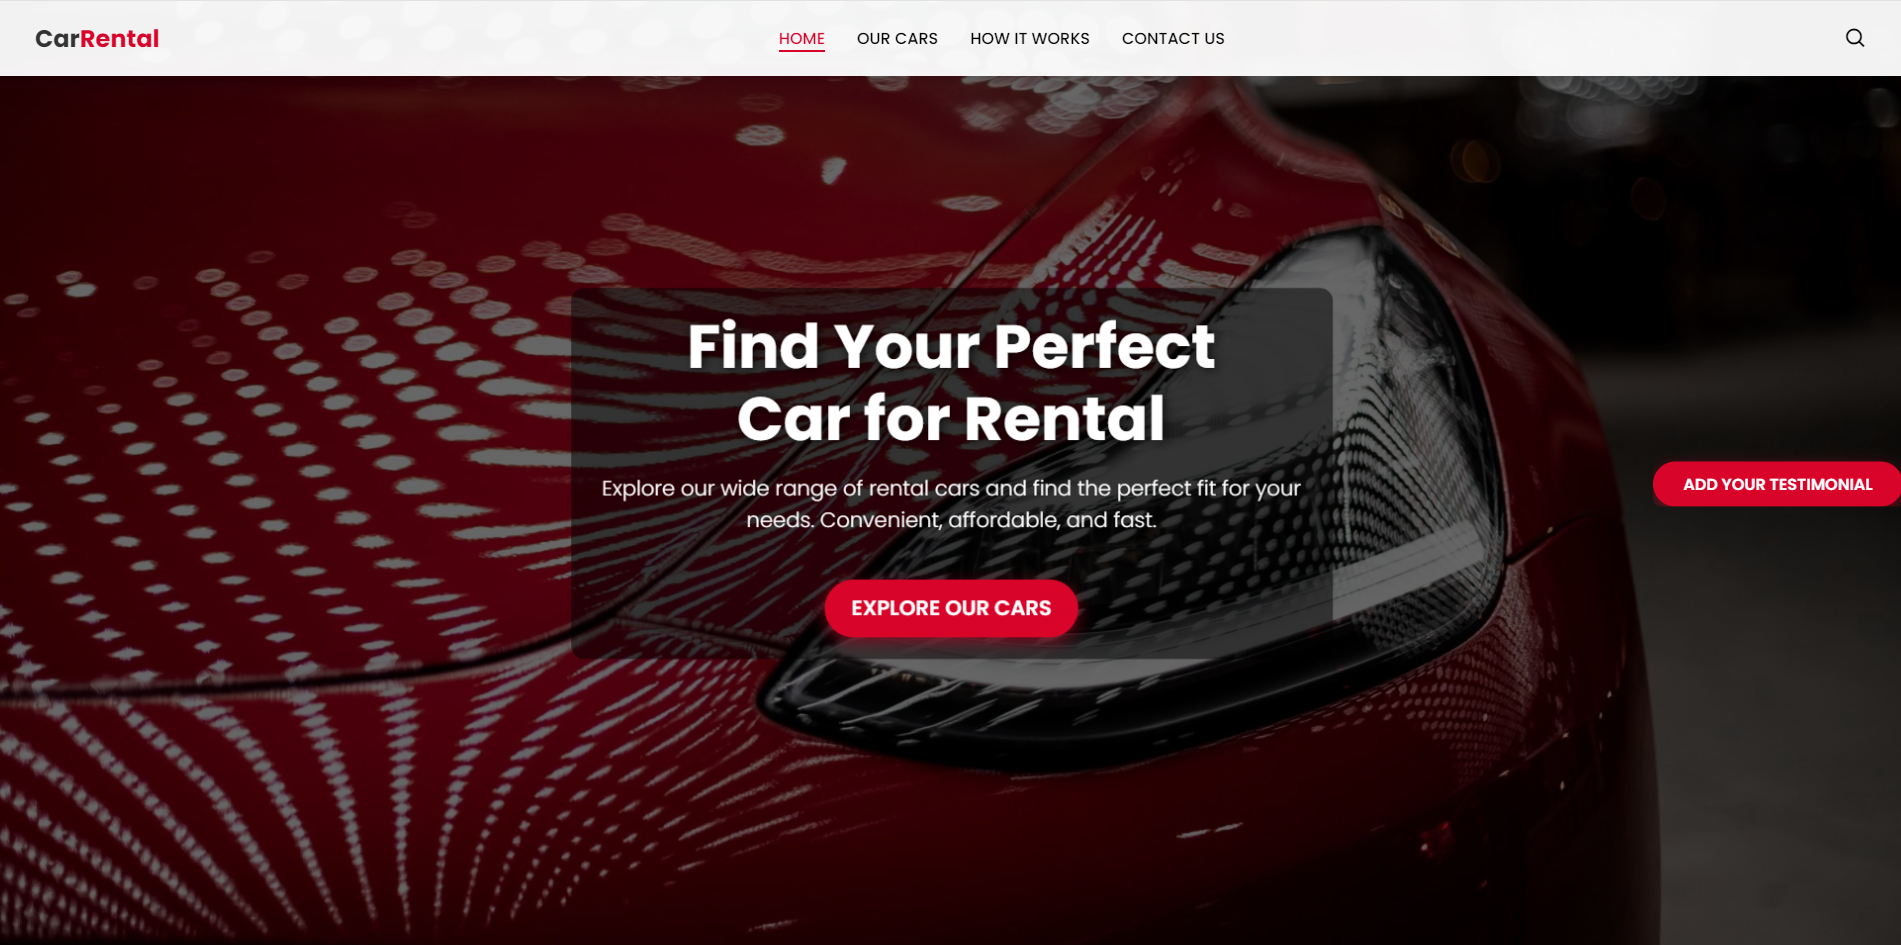 CarRental
HOME
OUR CARS
HOW IT WORKS
CONTACT US
Find Your Perfect
Car for Rental
Explore our wide range of rental cars and find the perfect fit for your
needs. Convenient, affordable, and fast.
EXPLORE OUR CARS
ADD YOUR TESTIMONIAL